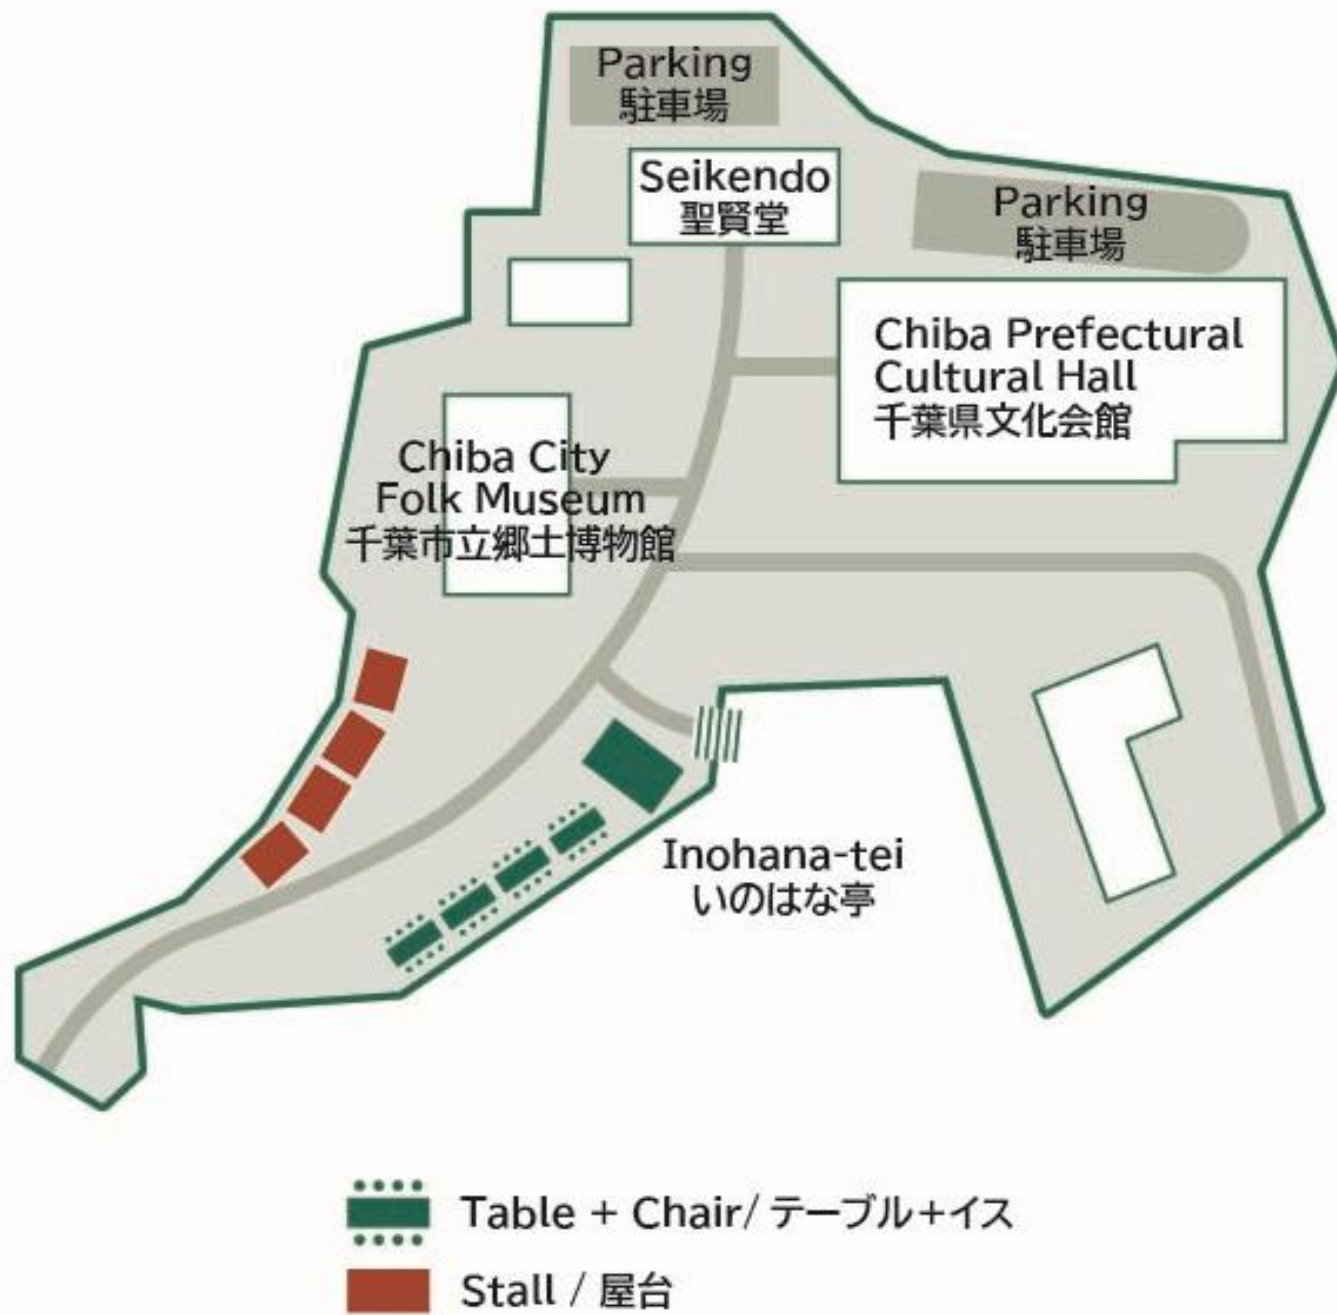 Parking
駐車場
Seikendo
聖賢堂
Parking
駐車場
Chiba Prefectural
Cultural Hall
千葉県文化会館
Chiba City
Folk Museum
千葉市立郷土博物館
Inohana-tei
いのはな亭
Table + Chair/ テーブル+イス
Stall / 屋台